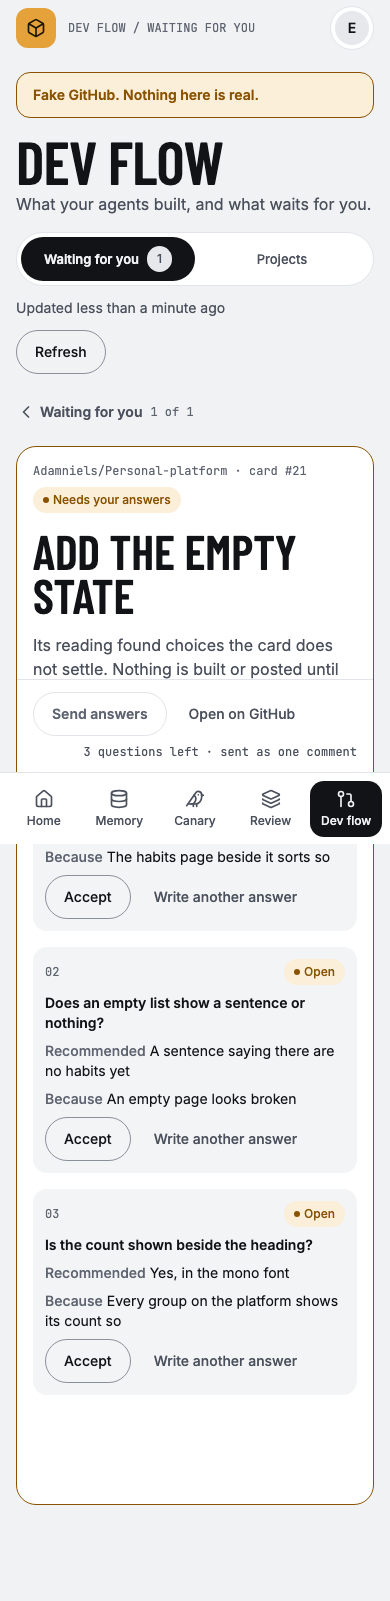 DEV FLOW / WAITING FOR YOU
E
Fake GitHub. Nothing here is real.
DEV FLOW
What your agents built, and what waits for you.
Waiting for you 1
Projects
Updated less than a minute ago
Refresh
Waiting for you 1 of 1
Adamniels/Personal-platform · card #21
Needs your answers
ADD THE EMPTY
STATE
Its reading found choices the card does
not settle. Nothing is built or posted until
Send answers
Open on GitHub
3 questions left · sent as one comment
Home
Memory
Canary
Review
Dev flow
Because The habits page beside it sorts so
Accept
Write another answer
02
Open
Does an empty list show a sentence or
nothing?
Recommended A sentence saying there are
no habits yet
Because An empty page looks broken
Accept
Write another answer
03
Open
Is the count shown beside the heading?
Recommended Yes, in the mono font
Because Every group on the platform shows
its count so
Accept
Write another answer